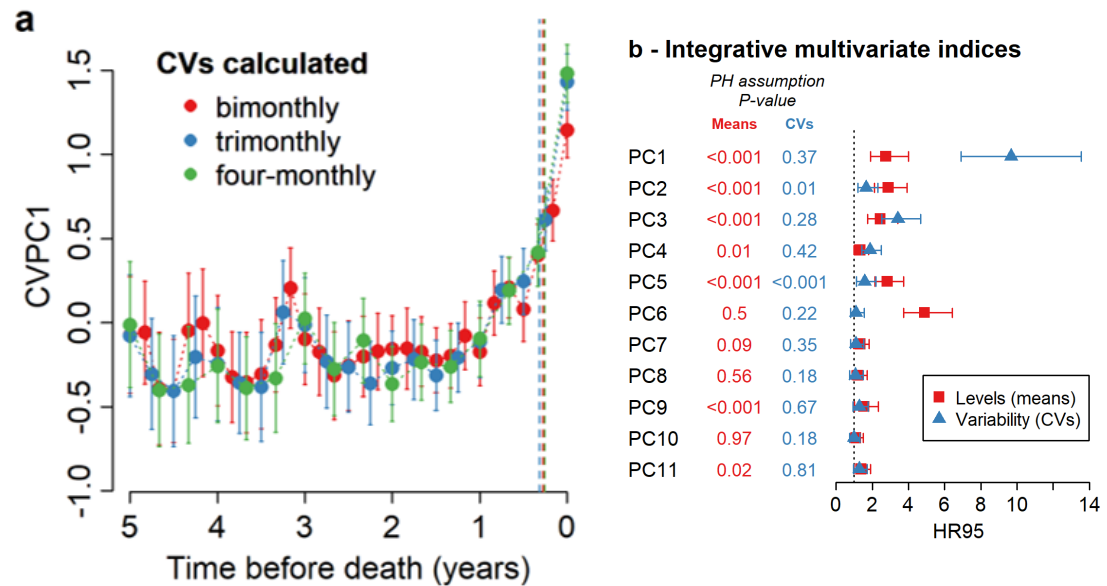 a
CVs calculated
bimonthly
trimonthly
four-monthly
CVPC1
1.5
1.0
0.5
0.0
-0.5
-1.0
5 4 3 2 1 0
Time before death (years)
b - Integrative multivariate indices
PH assumption
P-value
Means CVs
PC1 <0.001 0.37
PC2 <0.001 0.01
PC3 <0.001 0.28
PC4 0.01 0.42
PC5 <0.001 <0.001
PC6 0.5 0.22
PC7 0.09 0.35
PC8 0.56 0.18
PC9 <0.001 0.67
PC10 0.97 0.18
PC11 0.02 0.81
Levels (means)
Variability (CVs)
0 2 4 6 8 10 14
HR95